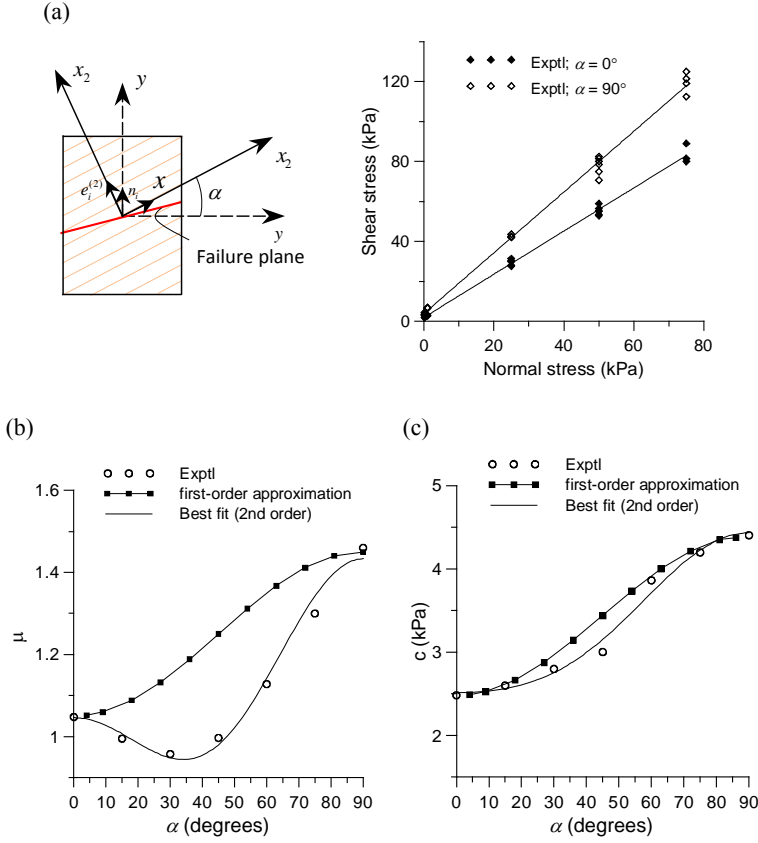 (a)
x₂
y
x₂
eᵢ⁽²⁾
nᵢ
x
α
y
Failure plane
Exptl; α = 0°
Exptl; α = 90°
120
80
40
0
Shear stress (kPa)
0 20 40 60 80
Normal stress (kPa)
(b)
Exptl
first-order approximation
Best fit (2nd order)
1.6
1.4
1.2
1
μ
0 10 20 30 40 50 60 70 80 90
α (degrees)
(c)
Exptl
first-order approximation
Best fit (2nd order)
5
4
3
2
c (kPa)
0 10 20 30 40 50 60 70 80 90
α (degrees)